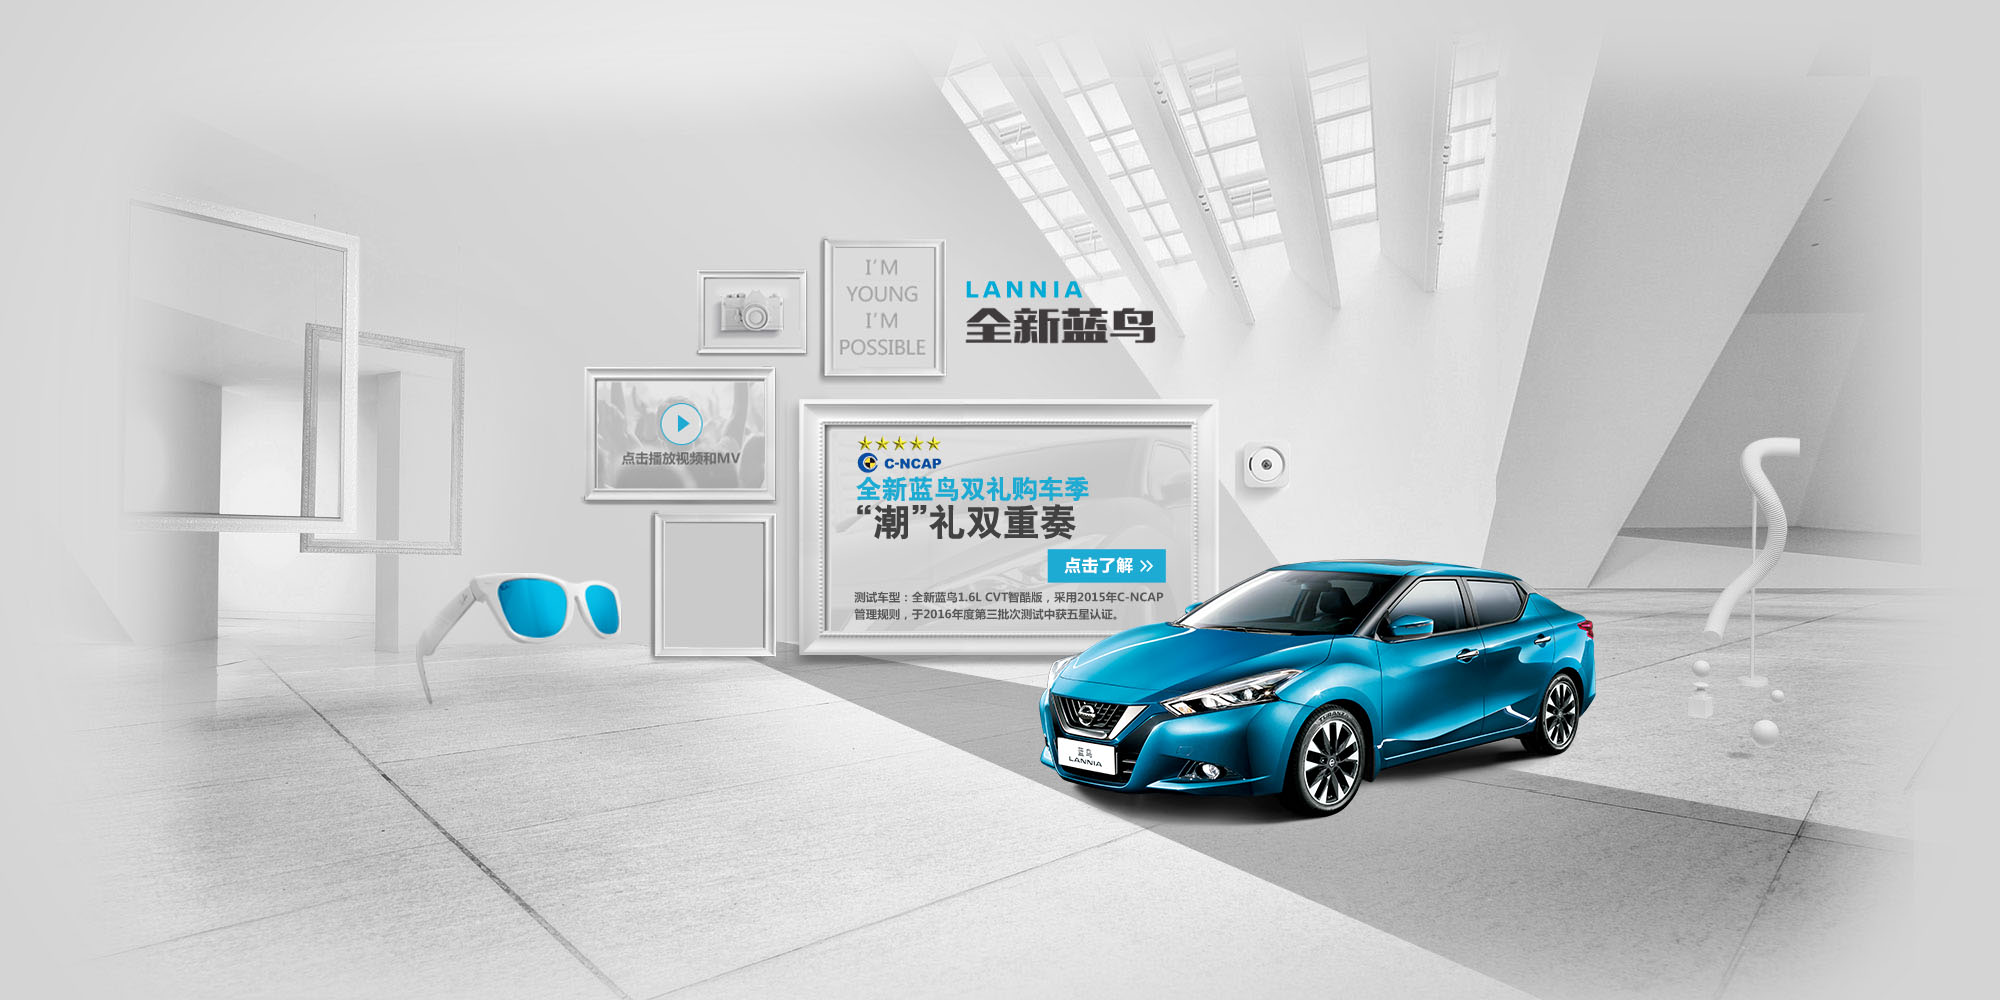 I'M
YOUNG
I'M
POSSIBLE
LANNIA
全新蓝鸟
点击播放视频和MV
C-NCAP
全新蓝鸟双礼购车季
“潮”礼双重奏
点击了解 »
测试车型：全新蓝鸟1.6L CVT智酷版，采用2015年C-NCAP
管理规则，于2016年度第三批次测试中获五星认证。
蓝鸟
LANNIA